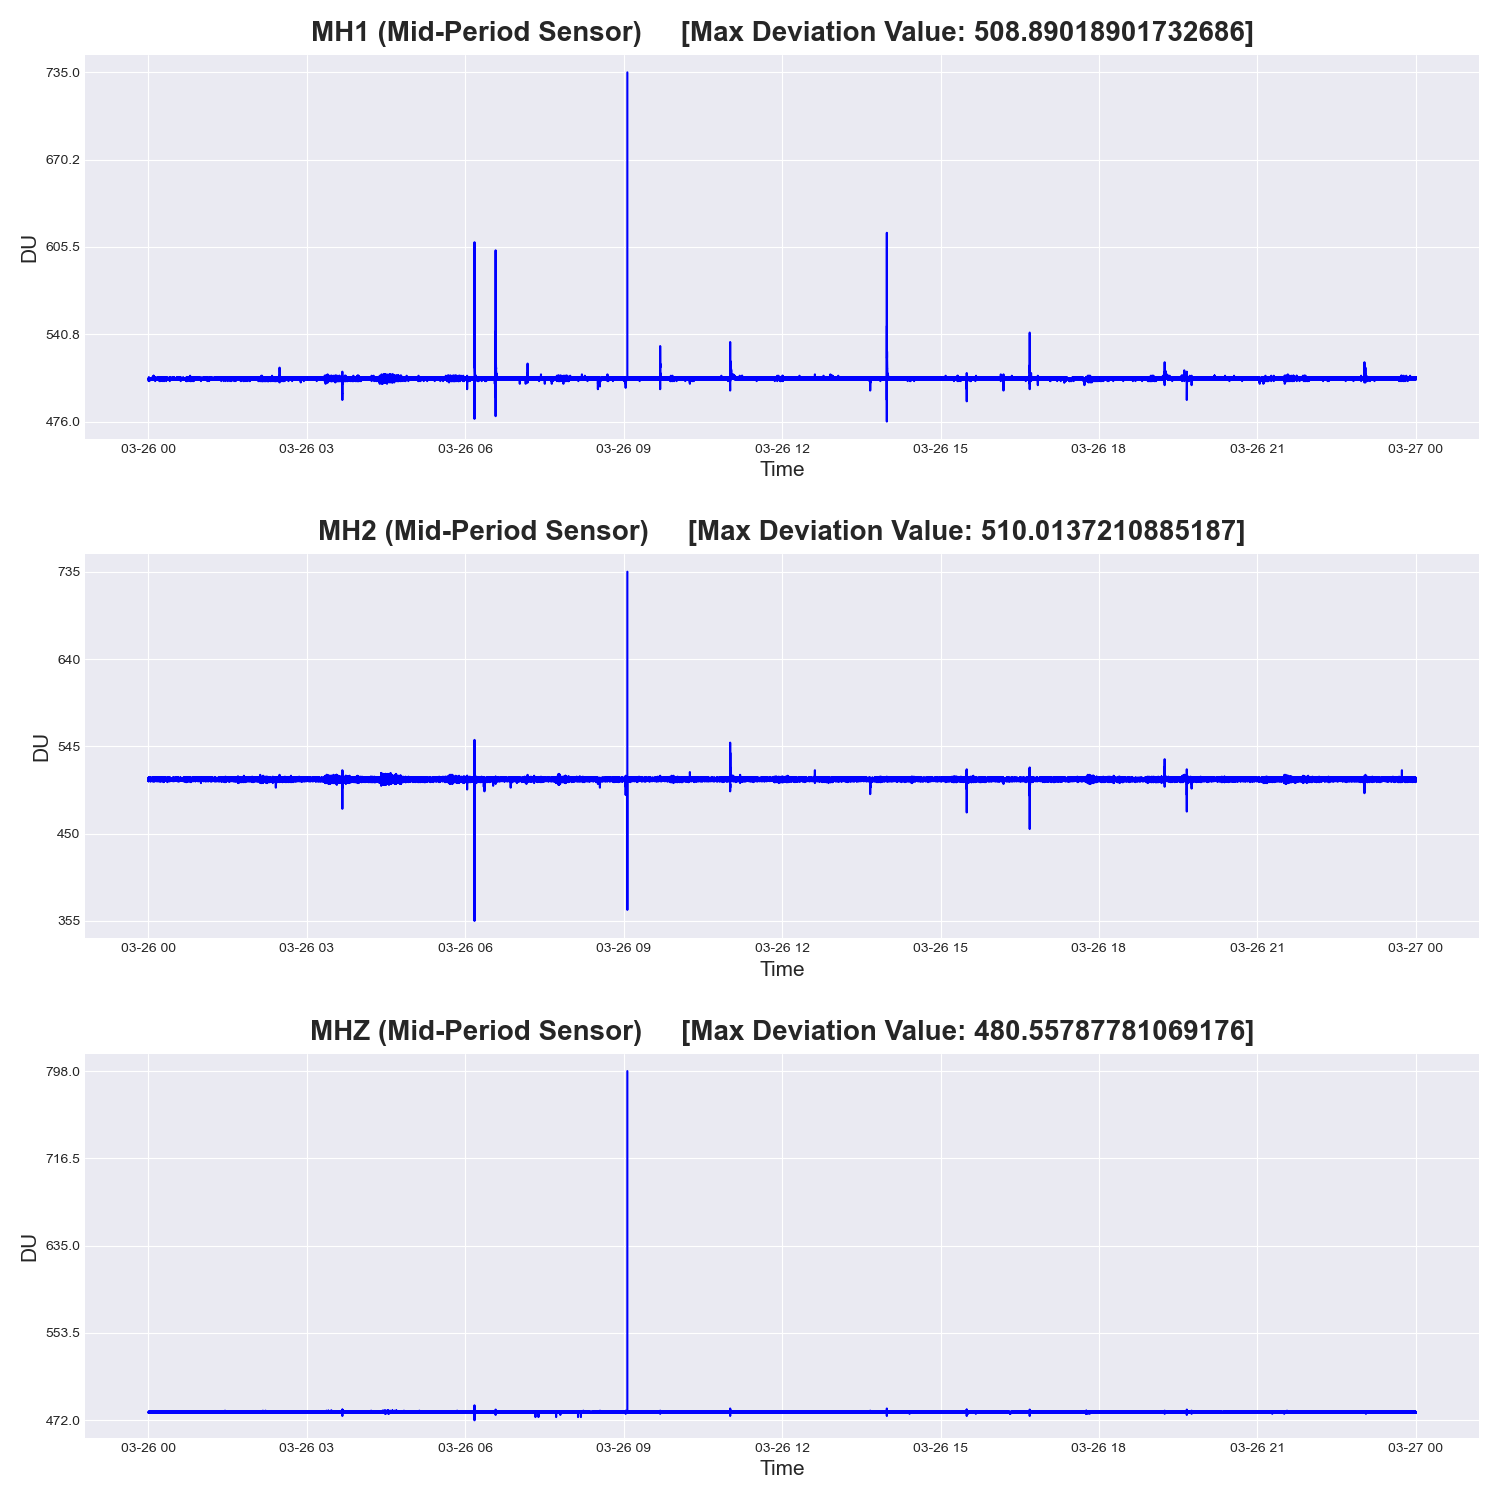 MH1 (Mid-Period Sensor) [Max Deviation Value: 508.89018901732686]
735.0
670.2
605.5
540.8
476.0
DU
03-26 00 03-26 03 03-26 06 03-26 09 03-26 12 03-26 15 03-26 18 03-26 21 03-27 00
Time
MH2 (Mid-Period Sensor) [Max Deviation Value: 510.0137210885187]
735
640
545
450
355
DU
03-26 00 03-26 03 03-26 06 03-26 09 03-26 12 03-26 15 03-26 18 03-26 21 03-27 00
Time
MHZ (Mid-Period Sensor) [Max Deviation Value: 480.55787781069176]
798.0
716.5
635.0
553.5
472.0
DU
03-26 00 03-26 03 03-26 06 03-26 09 03-26 12 03-26 15 03-26 18 03-26 21 03-27 00
Time